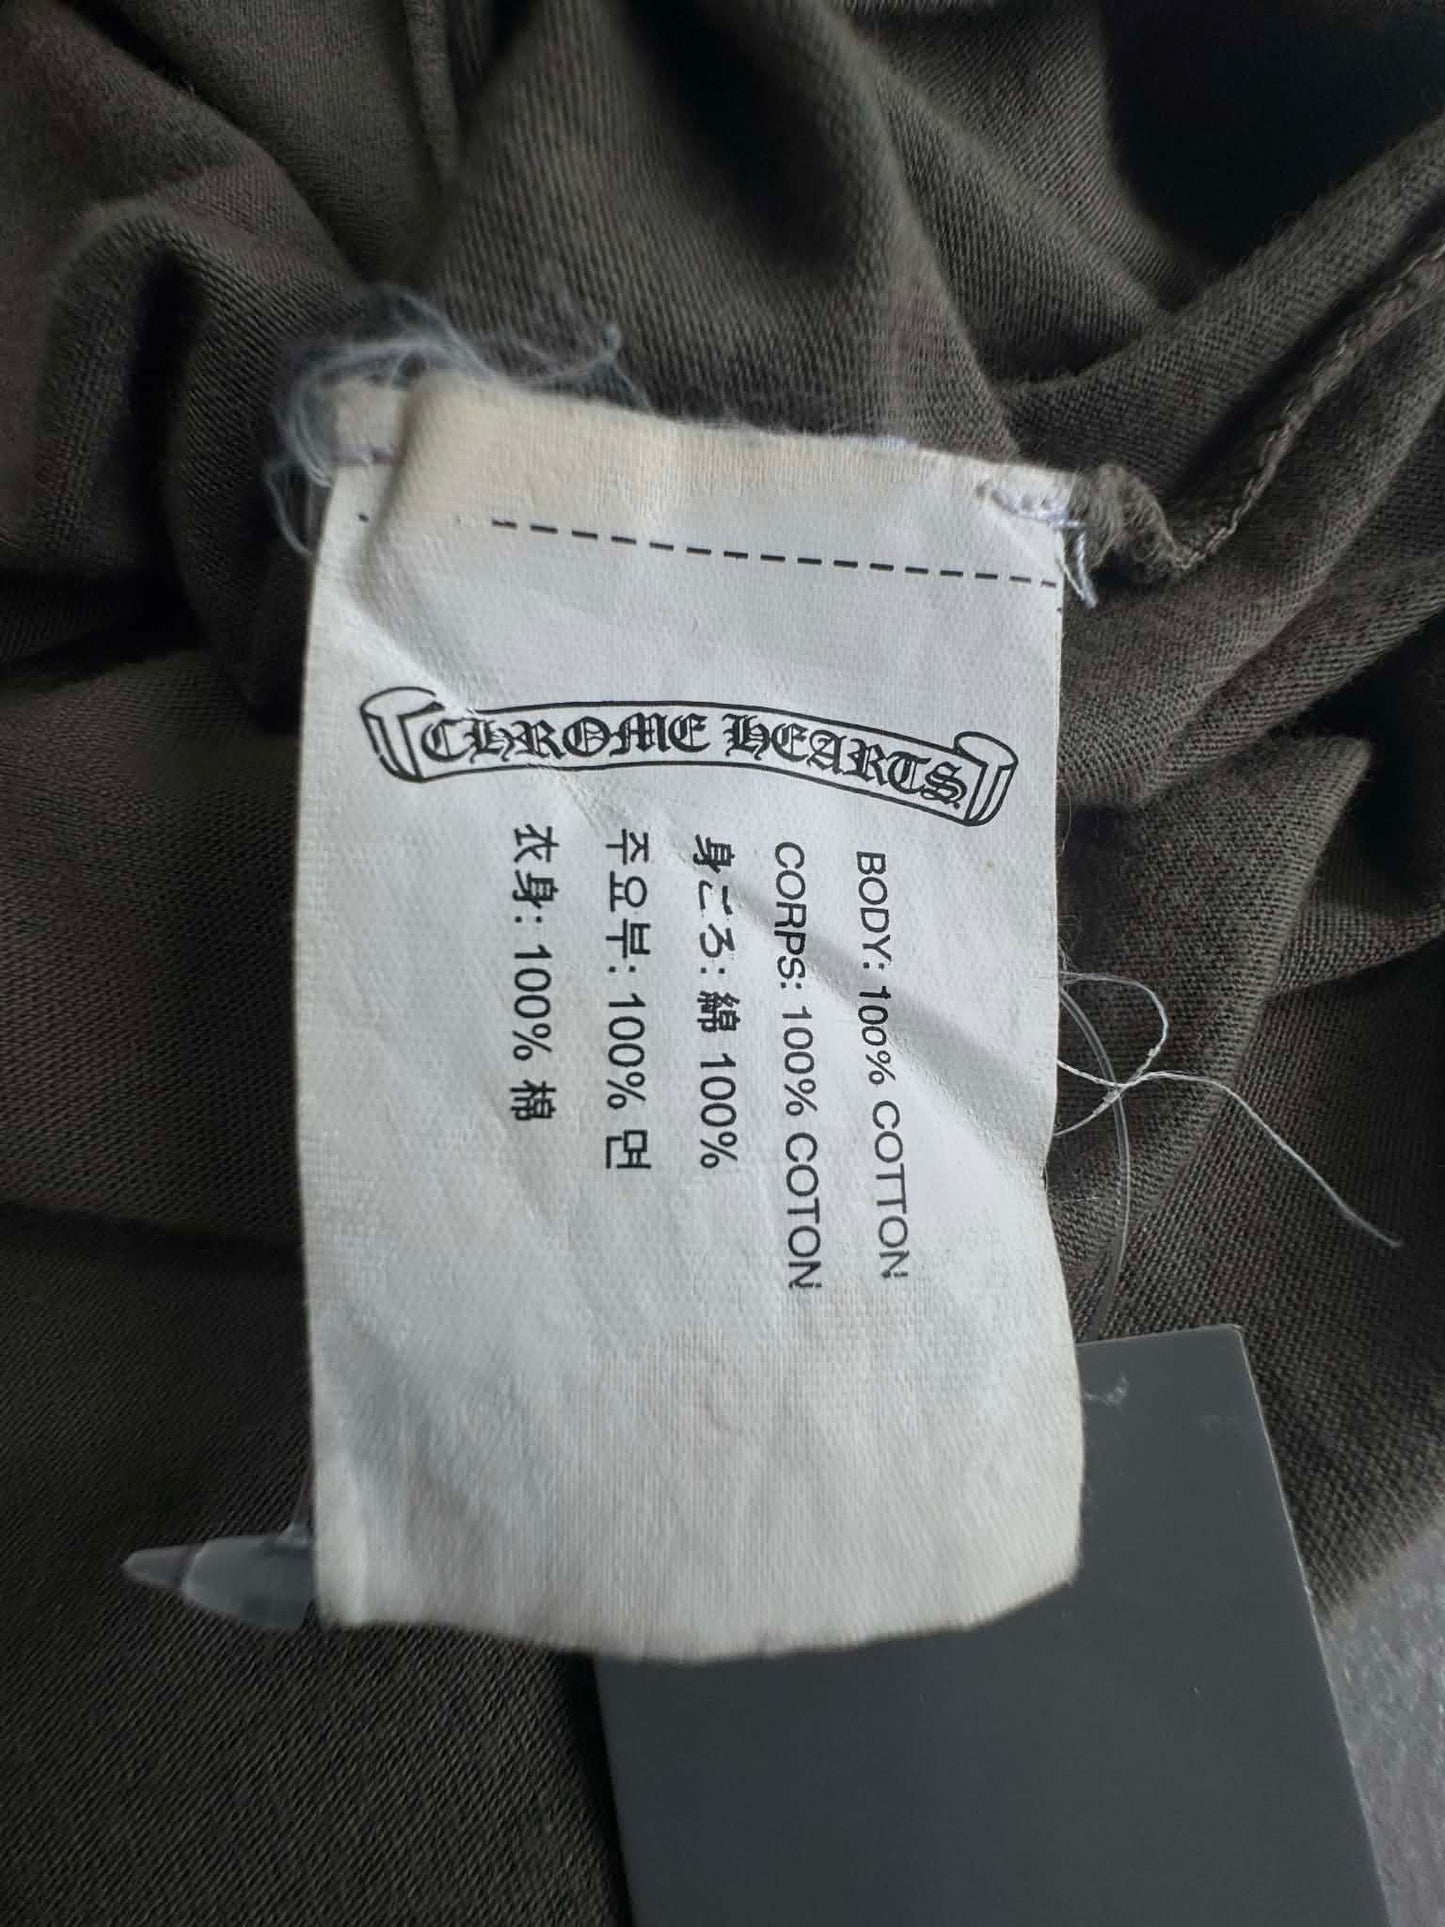 CHROME HEARTS
BODY: 100% COTTON
CORPS: 100% COTON
身ごろ: 綿 100%
주요부: 100% 면
衣身: 100% 棉